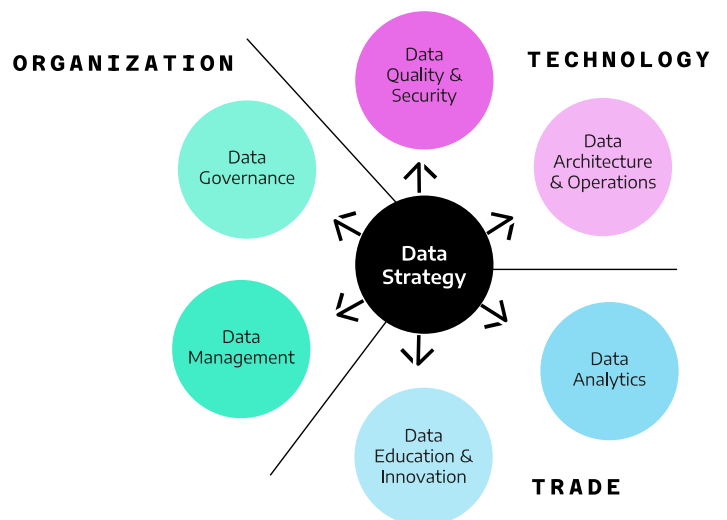 ORGANIZATION
Data
Quality &
Security
TECHNOLOGY
Data
Governance
Data
Architecture
& Operations
Data
Strategy
Data
Management
Data
Analytics
Data
Education &
Innovation
TRADE